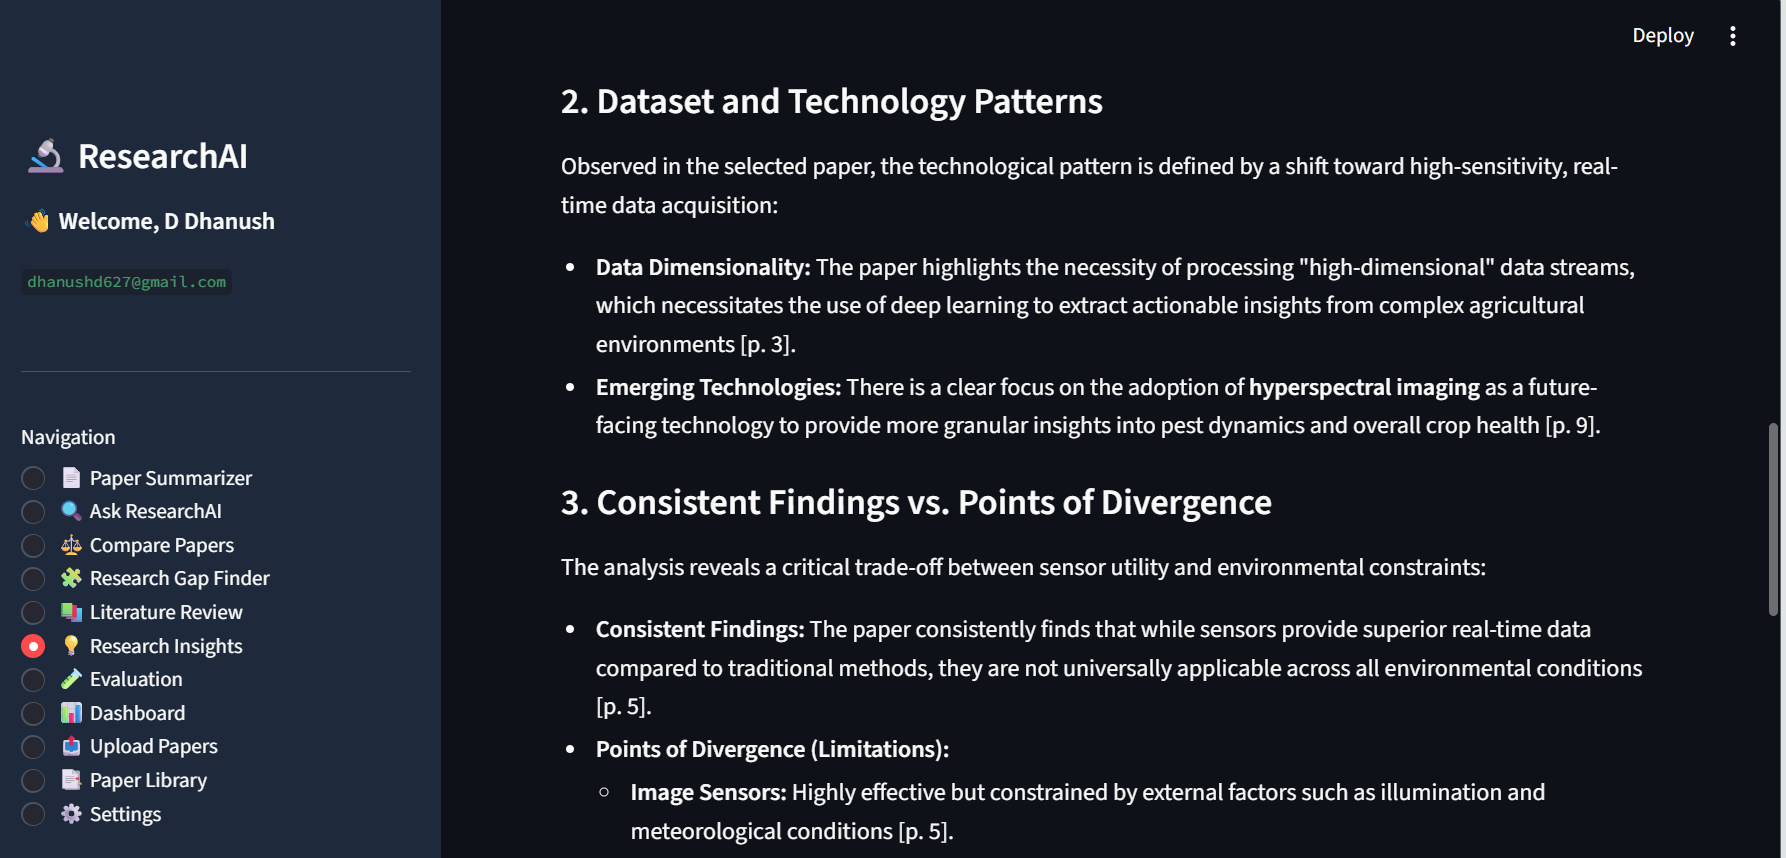 Deploy
ResearchAI
Welcome, D Dhanush
dhanushd627@gmail.com
Navigation
Paper Summarizer
Ask ResearchAI
Compare Papers
Research Gap Finder
Literature Review
Research Insights
Evaluation
Dashboard
Upload Papers
Paper Library
Settings
2. Dataset and Technology Patterns
Observed in the selected paper, the technological pattern is defined by a shift toward high-sensitivity, real-
time data acquisition:
• Data Dimensionality: The paper highlights the necessity of processing "high-dimensional" data streams,
which necessitates the use of deep learning to extract actionable insights from complex agricultural
environments [p. 3].
• Emerging Technologies: There is a clear focus on the adoption of hyperspectral imaging as a future-
facing technology to provide more granular insights into pest dynamics and overall crop health [p. 9].
3. Consistent Findings vs. Points of Divergence
The analysis reveals a critical trade-off between sensor utility and environmental constraints:
• Consistent Findings: The paper consistently finds that while sensors provide superior real-time data
compared to traditional methods, they are not universally applicable across all environmental conditions
[p. 5].
• Points of Divergence (Limitations):
○ Image Sensors: Highly effective but constrained by external factors such as illumination and
meteorological conditions [p. 5].